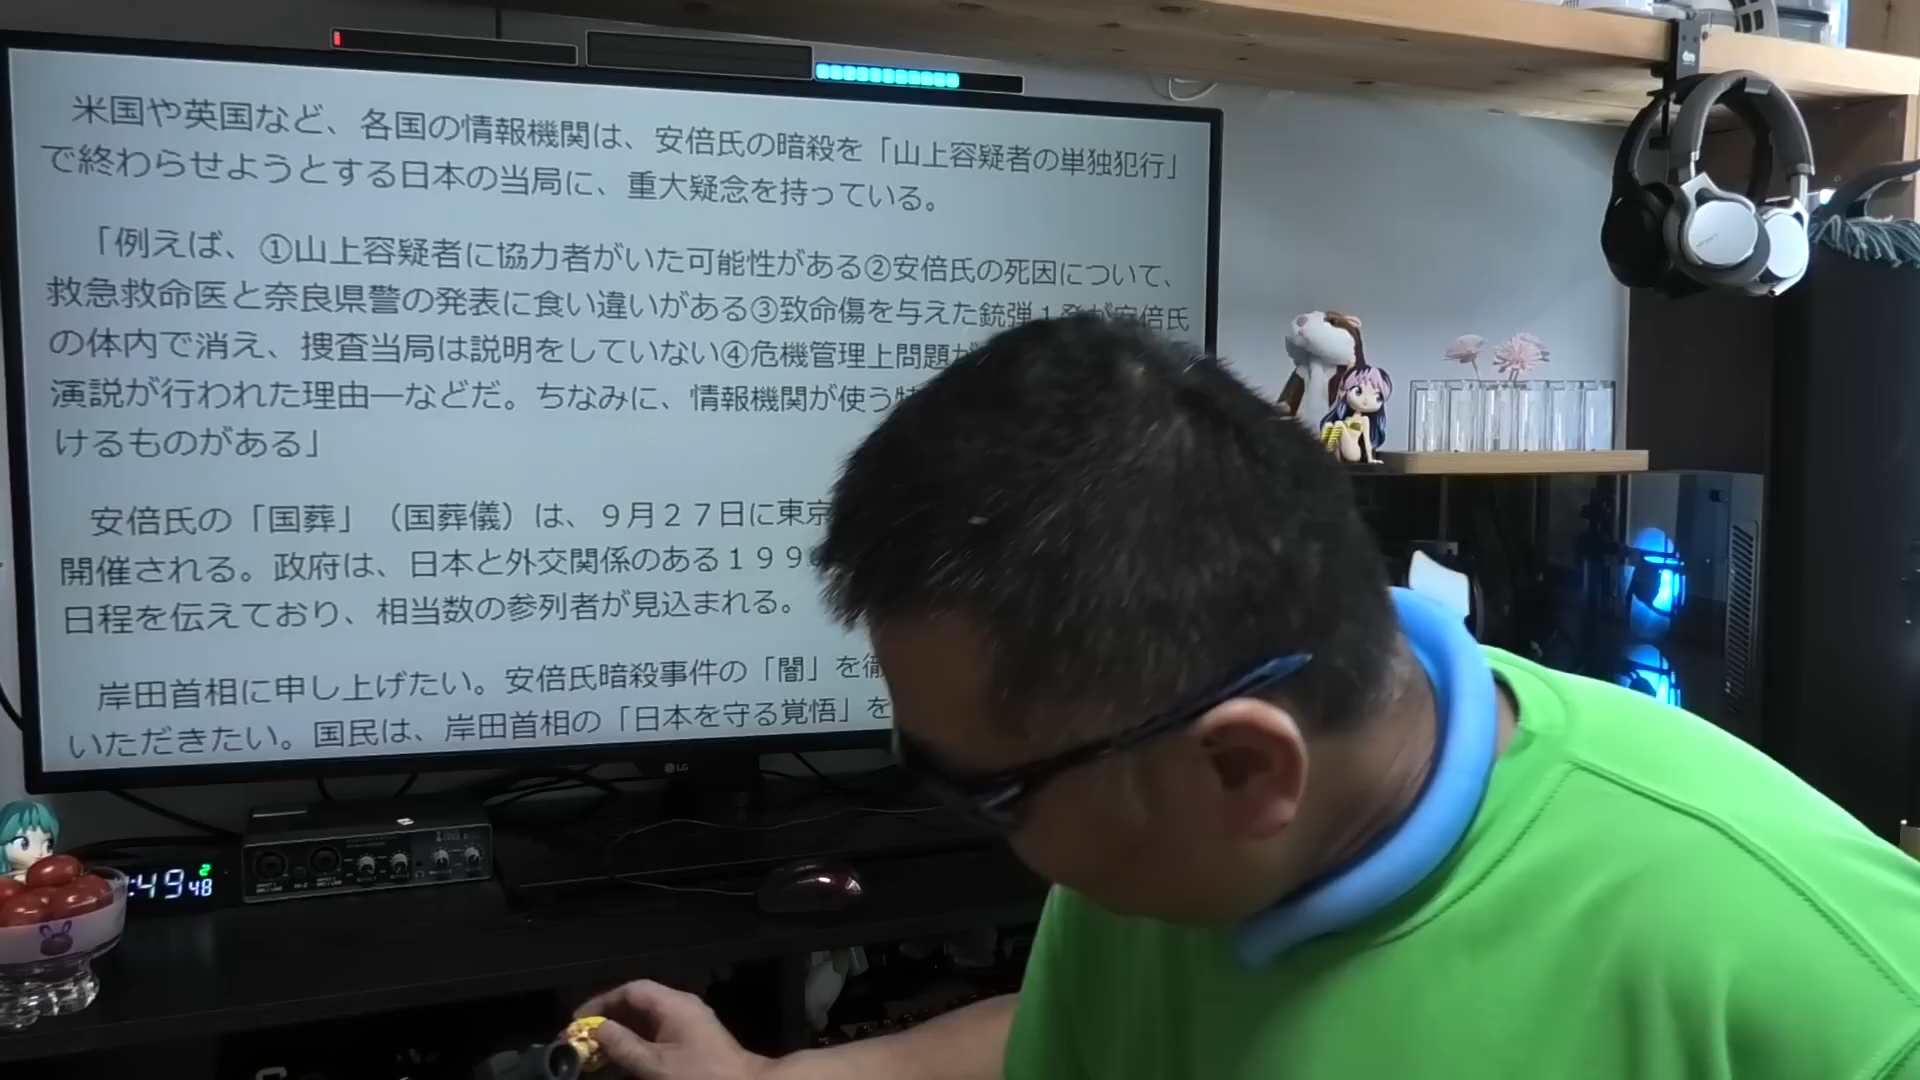 米国や英国など、各国の情報機関は、安倍氏の暗殺を「山上容疑者の単独犯行」
で終わらせようとする日本の当局に、重大疑念を持っている。
「例えば、①山上容疑者に協力者がいた可能性がある②安倍氏の死因について、
救急救命医と奈良県警の発表に食い違いがある③致命傷を与えた銃弾１発が安倍氏
の体内で消え、捜査当局は説明をしていない④危機管理上問題が
演説が行われた理由―などだ。ちなみに、情報機関が使う特
けるものがある」
安倍氏の「国葬」（国葬儀）は、９月２７日に東京
開催される。政府は、日本と外交関係のある１９９
日程を伝えており、相当数の参列者が見込まれる。
岸田首相に申し上げたい。安倍氏暗殺事件の「闇」を徹
いただきたい。国民は、岸田首相の「日本を守る覚悟」を
LG
:49 48
2